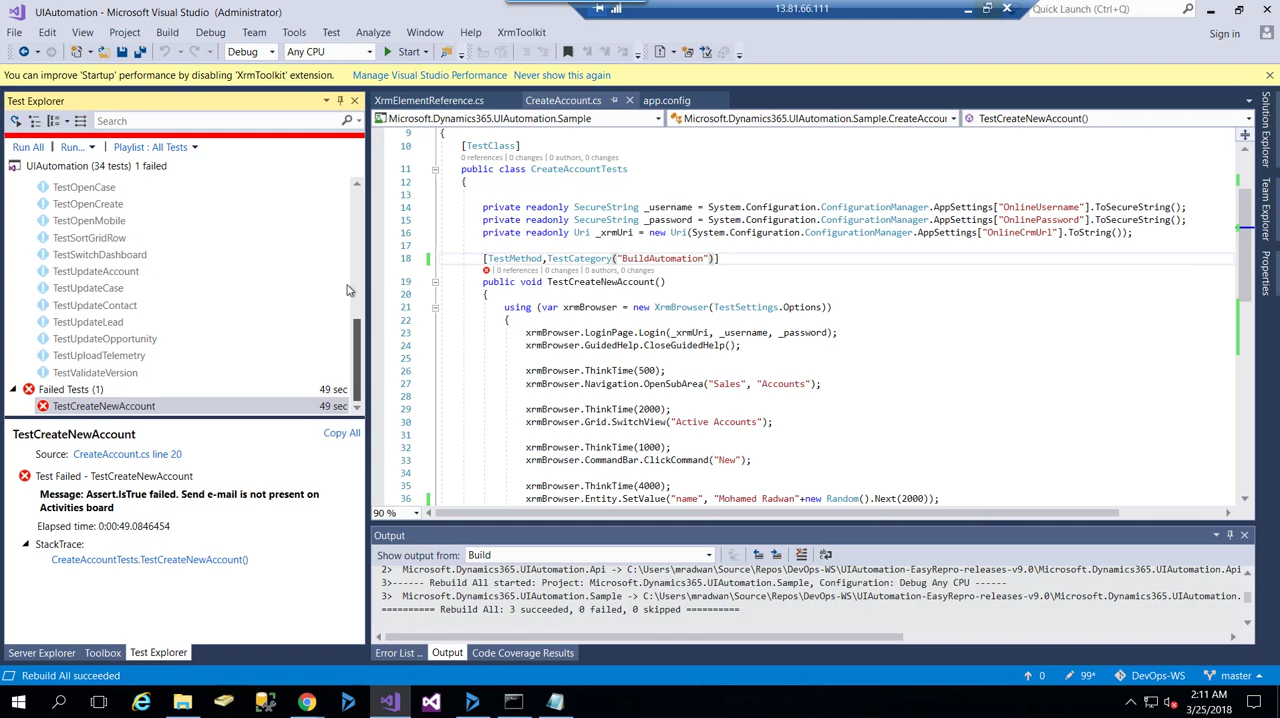 UIAutomation - Microsoft Visual Studio (Administrator)
13.81.66.111
Quick Launch (Ctrl+Q)
File Edit View Project Build Debug Team Tools Test Analyze Window Help XrmToolkit
Sign in
Debug Any CPU Start
You can improve 'Startup' performance by disabling 'XrmToolkit' extension. Manage Visual Studio Performance Never show this again
Test Explorer
Search
Run All Run... Playlist : All Tests
UIAutomation (34 tests) 1 failed
TestOpenCase
TestOpenCreate
TestOpenMobile
TestSortGridRow
TestSwitchDashboard
TestUpdateAccount
TestUpdateCase
TestUpdateContact
TestUpdateLead
TestUpdateOpportunity
TestUploadTelemetry
TestValidateVersion
Failed Tests (1) 49 sec
TestCreateNewAccount 49 sec
TestCreateNewAccount
Copy All
Source: CreateAccount.cs line 20
Test Failed - TestCreateNewAccount
Message: Assert.IsTrue failed. Send e-mail is not present on
Activities board
Elapsed time: 0:00:49.0846454
StackTrace:
CreateAccountTests.TestCreateNewAccount()
Server Explorer Toolbox Test Explorer
XrmElementReference.cs CreateAccount.cs app.config
Microsoft.Dynamics365.UIAutomation.Sample Microsoft.Dynamics365.UIAutomation.Sample.CreateAccour TestCreateNewAccount()
9 {
10 [TestClass]
0 references | 0 changes | 0 authors, 0 changes
11 public class CreateAccountTests
12 {
13
14 private readonly SecureString _username = System.Configuration.ConfigurationManager.AppSettings["OnlineUsername"].ToSecureString();
15 private readonly SecureString _password = System.Configuration.ConfigurationManager.AppSettings["OnlinePassword"].ToSecureString();
16 private readonly Uri _xrmUri = new Uri(System.Configuration.ConfigurationManager.AppSettings["OnlineCrmUrl"].ToString());
17
18 [TestMethod,TestCategory("BuildAutomation")]
0 references | 0 changes | 0 authors, 0 changes
19 public void TestCreateNewAccount()
20 {
21 using (var xrmBrowser = new XrmBrowser(TestSettings.Options))
22 {
23 xrmBrowser.LoginPage.Login(_xrmUri, _username, _password);
24 xrmBrowser.GuidedHelp.CloseGuidedHelp();
25
26 xrmBrowser.ThinkTime(500);
27 xrmBrowser.Navigation.OpenSubArea("Sales", "Accounts");
28
29 xrmBrowser.ThinkTime(2000);
30 xrmBrowser.Grid.SwitchView("Active Accounts");
31
32 xrmBrowser.ThinkTime(1000);
33 xrmBrowser.CommandBar.ClickCommand("New");
34
35 xrmBrowser.ThinkTime(4000);
36 xrmBrowser.Entity.SetValue("name", "Mohamed Radwan"+new Random().Next(2000));
90 %
Output
Show output from: Build
2> Microsoft.Dynamics365.UIAutomation.Api -> C:\Users\mradwan\Source\Repos\DevOps-WS\UIAutomation-EasyRepro-releases-v9.0\Microsoft.Dynamics365.UIAutomation.Api
3>------ Rebuild All started: Project: Microsoft.Dynamics365.UIAutomation.Sample, Configuration: Debug Any CPU ------
3> Microsoft.Dynamics365.UIAutomation.Sample -> C:\Users\mradwan\Source\Repos\DevOps-WS\UIAutomation-EasyRepro-releases-v9.0\Microsoft.Dynamics365.UIAutomation.
========== Rebuild All: 3 succeeded, 0 failed, 0 skipped ==========
Error List ... Output Code Coverage Results
Solution Explorer
Team Explorer
Properties
Rebuild All succeeded
0 99* DevOps-WS master
2:11 AM
3/25/2018